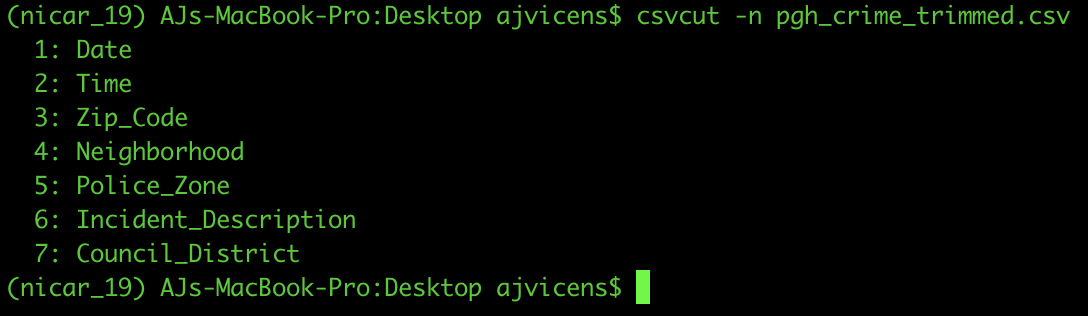 (nicar_19) AJs-MacBook-Pro:Desktop ajvicens$ csvcut -n pgh_crime_trimmed.csv
1: Date
2: Time
3: Zip_Code
4: Neighborhood
5: Police_Zone
6: Incident_Description
7: Council_District
(nicar_19) AJs-MacBook-Pro:Desktop ajvicens$